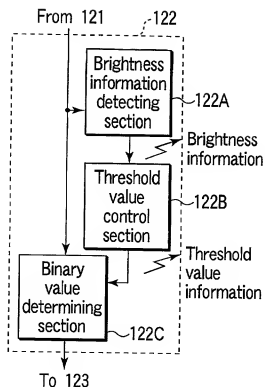 From 121
122
Brightness
information
detecting
section
122A
Brightness
information
Threshold
value
control
section
122B
Threshold
value
information
Binary
value
determining
section
122C
To 123